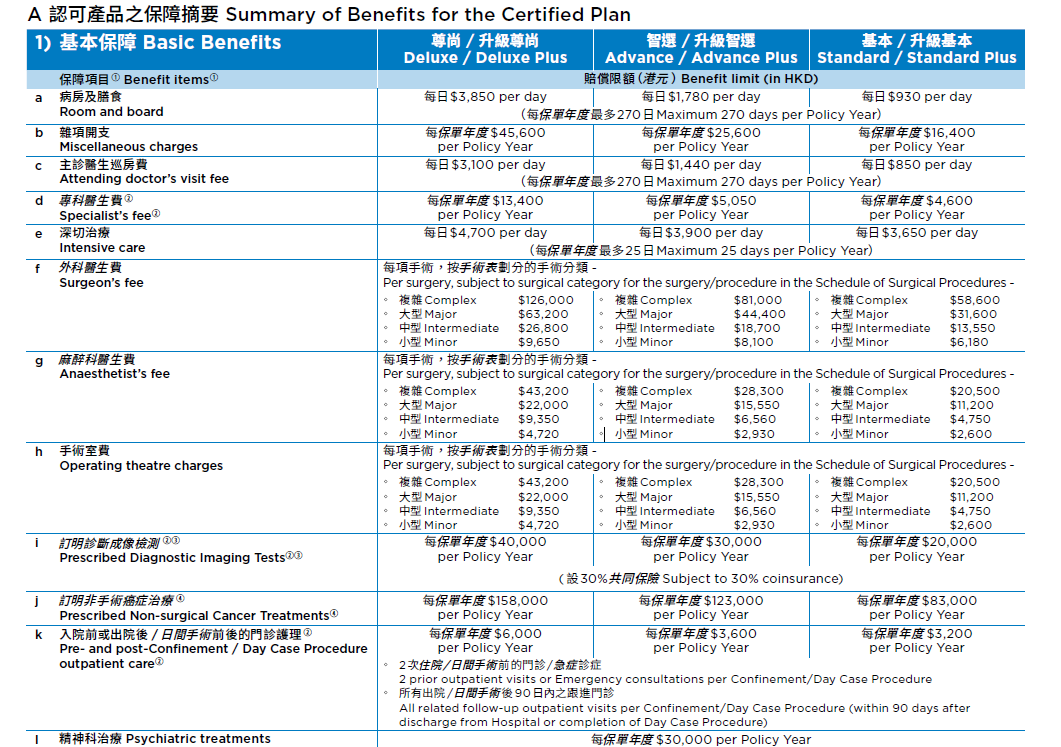 A 認可產品之保障摘要 Summary of Benefits for the Certified Plan
1) 基本保障 Basic Benefits
尊尚 / 升級尊尚
Deluxe / Deluxe Plus
智選 / 升級智選
Advance / Advance Plus
基本 / 升級基本
Standard / Standard Plus
保障項目① Benefit items①
賠償限額 (港元) Benefit limit (in HKD)
a 病房及膳食
Room and board
每日$3,850 per day
每日$1,780 per day
每日$930 per day
(每保單年度最多270日Maximum 270 days per Policy Year)
b 雜項開支
Miscellaneous charges
每保單年度 $45,600
per Policy Year
每保單年度 $25,600
per Policy Year
每保單年度 $16,400
per Policy Year
c 主診醫生巡房費
Attending doctor's visit fee
每日$3,100 per day
每日$1,440 per day
每日$850 per day
(每保單年度最多270日Maximum 270 days per Policy Year)
d 專科醫生費②
Specialist's fee②
每保單年度 $13,400
per Policy Year
每保單年度 $5,050
per Policy Year
每保單年度 $4,600
per Policy Year
e 深切治療
Intensive care
每日$4,700 per day
每日$3,900 per day
每日$3,650 per day
(每保單年度最多25日Maximum 25 days per Policy Year)
f 外科醫生費
Surgeon's fee
每項手術，按手術表劃分的手術分類 -
Per surgery, subject to surgical category for the surgery/procedure in the Schedule of Surgical Procedures -
◦ 複雜 Complex $126,000 ◦ 複雜 Complex $81,000 ◦ 複雜 Complex $58,600
◦ 大型 Major $63,200 ◦ 大型 Major $44,400 ◦ 大型 Major $31,600
◦ 中型 Intermediate $26,800 ◦ 中型 Intermediate $18,700 ◦ 中型 Intermediate $13,550
◦ 小型 Minor $9,650 ◦ 小型 Minor $8,100 ◦ 小型 Minor $6,180
g 麻醉科醫生費
Anaesthetist's fee
每項手術，按手術表劃分的手術分類 -
Per surgery, subject to surgical category for the surgery/procedure in the Schedule of Surgical Procedures -
◦ 複雜 Complex $43,200 ◦ 複雜 Complex $28,300 ◦ 複雜 Complex $20,500
◦ 大型 Major $22,000 ◦ 大型 Major $15,550 ◦ 大型 Major $11,200
◦ 中型 Intermediate $9,350 ◦ 中型 Intermediate $6,560 ◦ 中型 Intermediate $4,750
◦ 小型 Minor $4,720 ◦ 小型 Minor $2,930 ◦ 小型 Minor $2,600
h 手術室費
Operating theatre charges
每項手術，按手術表劃分的手術分類 -
Per surgery, subject to surgical category for the surgery/procedure in the Schedule of Surgical Procedures -
◦ 複雜 Complex $43,200 ◦ 複雜 Complex $28,300 ◦ 複雜 Complex $20,500
◦ 大型 Major $22,000 ◦ 大型 Major $15,550 ◦ 大型 Major $11,200
◦ 中型 Intermediate $9,350 ◦ 中型 Intermediate $6,560 ◦ 中型 Intermediate $4,750
◦ 小型 Minor $4,720 ◦ 小型 Minor $2,930 ◦ 小型 Minor $2,600
i 訂明診斷成像檢測②③
Prescribed Diagnostic Imaging Tests②③
每保單年度 $40,000
per Policy Year
每保單年度 $30,000
per Policy Year
每保單年度 $20,000
per Policy Year
(設30%共同保險 Subject to 30% coinsurance)
j 訂明非手術癌症治療④
Prescribed Non-surgical Cancer Treatments④
每保單年度 $158,000
per Policy Year
每保單年度 $123,000
per Policy Year
每保單年度 $83,000
per Policy Year
k 入院前或出院後 / 日間手術前後的門診護理②
Pre- and post-Confinement / Day Case Procedure
outpatient care②
每保單年度 $6,000
per Policy Year
每保單年度 $3,600
per Policy Year
每保單年度 $3,200
per Policy Year
◦ 2次住院/日間手術前的門診/急症診症
2 prior outpatient visits or Emergency consultations per Confinement/Day Case Procedure
◦ 所有出院/日間手術後90日內之跟進門診
All related follow-up outpatient visits per Confinement/Day Case Procedure (within 90 days after
discharge from Hospital or completion of Day Case Procedure)
l 精神科治療 Psychiatric treatments
每保單年度 $30,000 per Policy Year